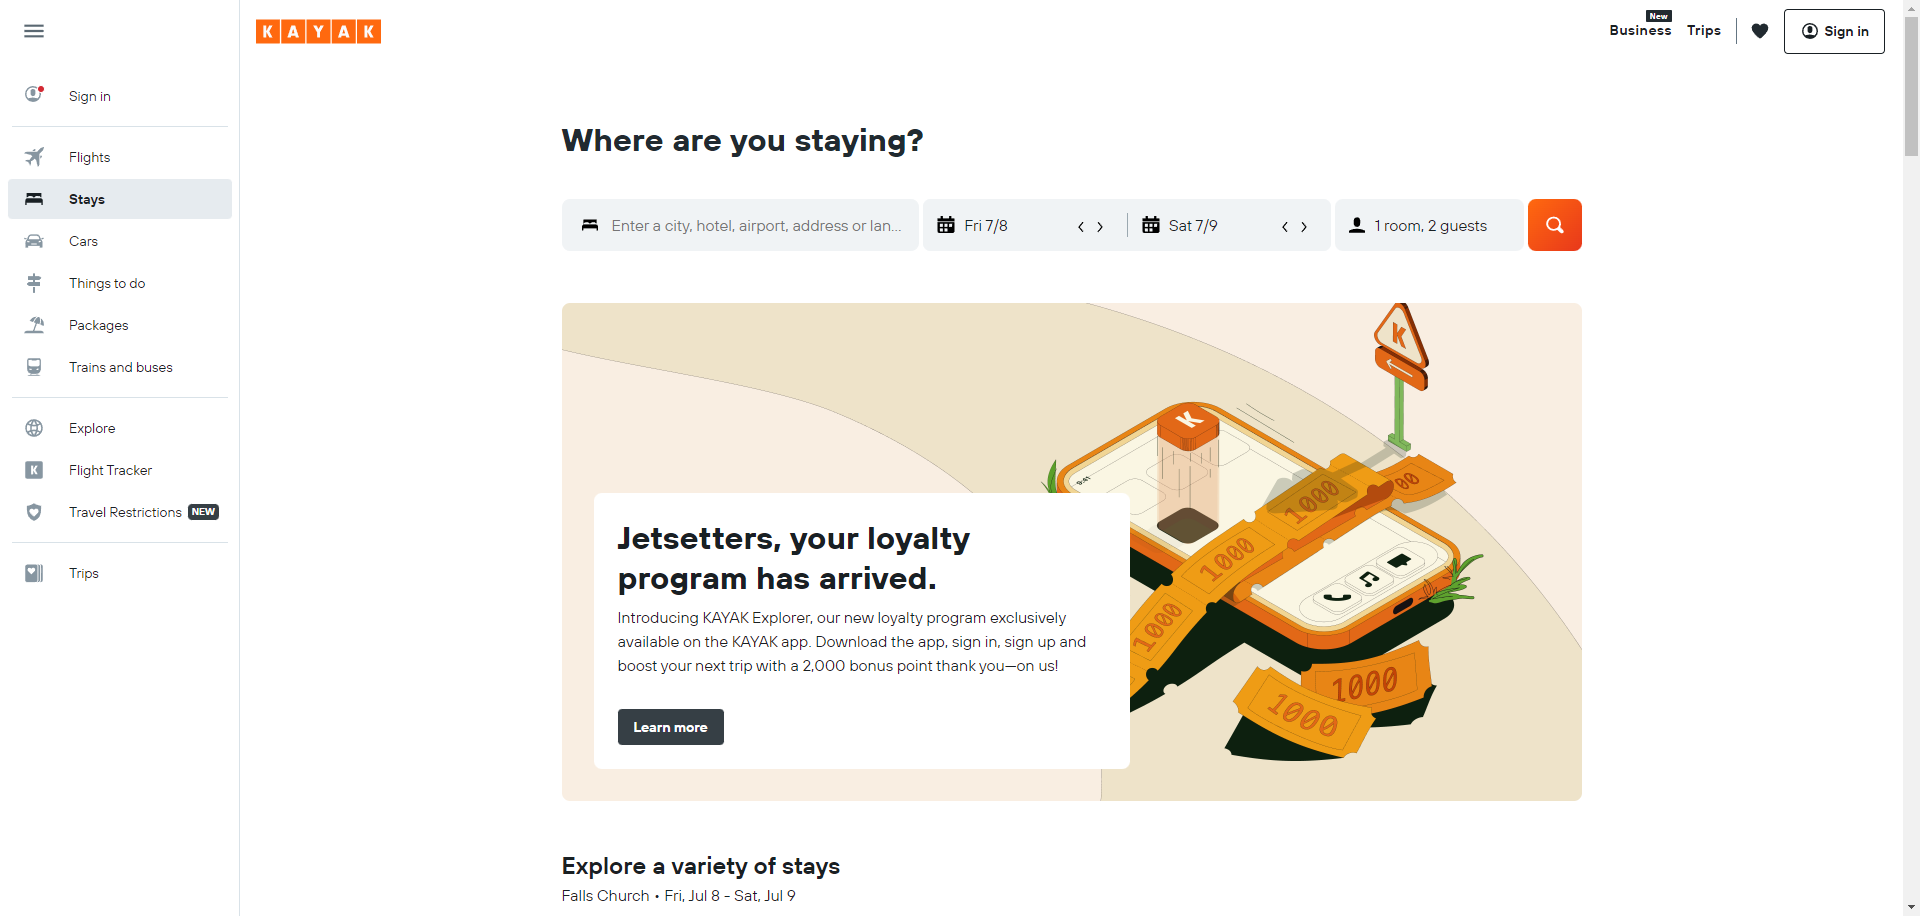 KAYAK
New
Business
Trips
Sign in
Sign in
Flights
Stays
Cars
Things to do
Packages
Trains and buses
Explore
K
Flight Tracker
Travel Restrictions NEW
Trips
Where are you staying?
Enter a city, hotel, airport, address or lan...
Fri 7/8
Sat 7/9
1 room, 2 guests
K
K
9:41
1000
00
1000
1000
1000
1000
Jetsetters, your loyalty
program has arrived.
Introducing KAYAK Explorer, our new loyalty program exclusively
available on the KAYAK app. Download the app, sign in, sign up and
boost your next trip with a 2,000 bonus point thank you—on us!
Learn more
Explore a variety of stays
Falls Church • Fri, Jul 8 - Sat, Jul 9